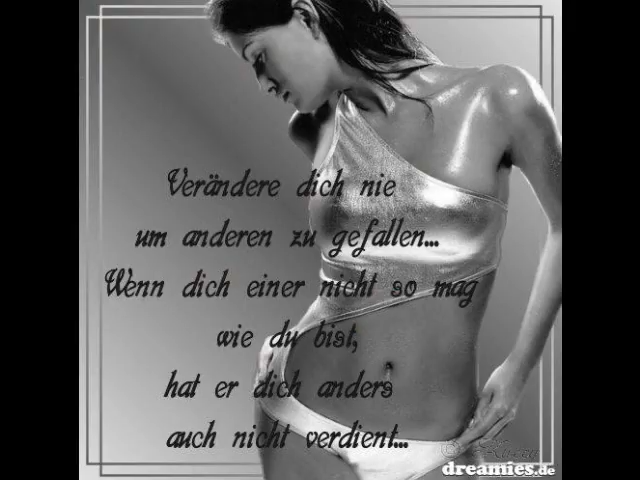 Verändere dich nie
um anderen zu gefallen...
Wenn dich einer nicht so mag
wie du bist,
hat er dich anders
auch nicht verdient...
dreamies.de